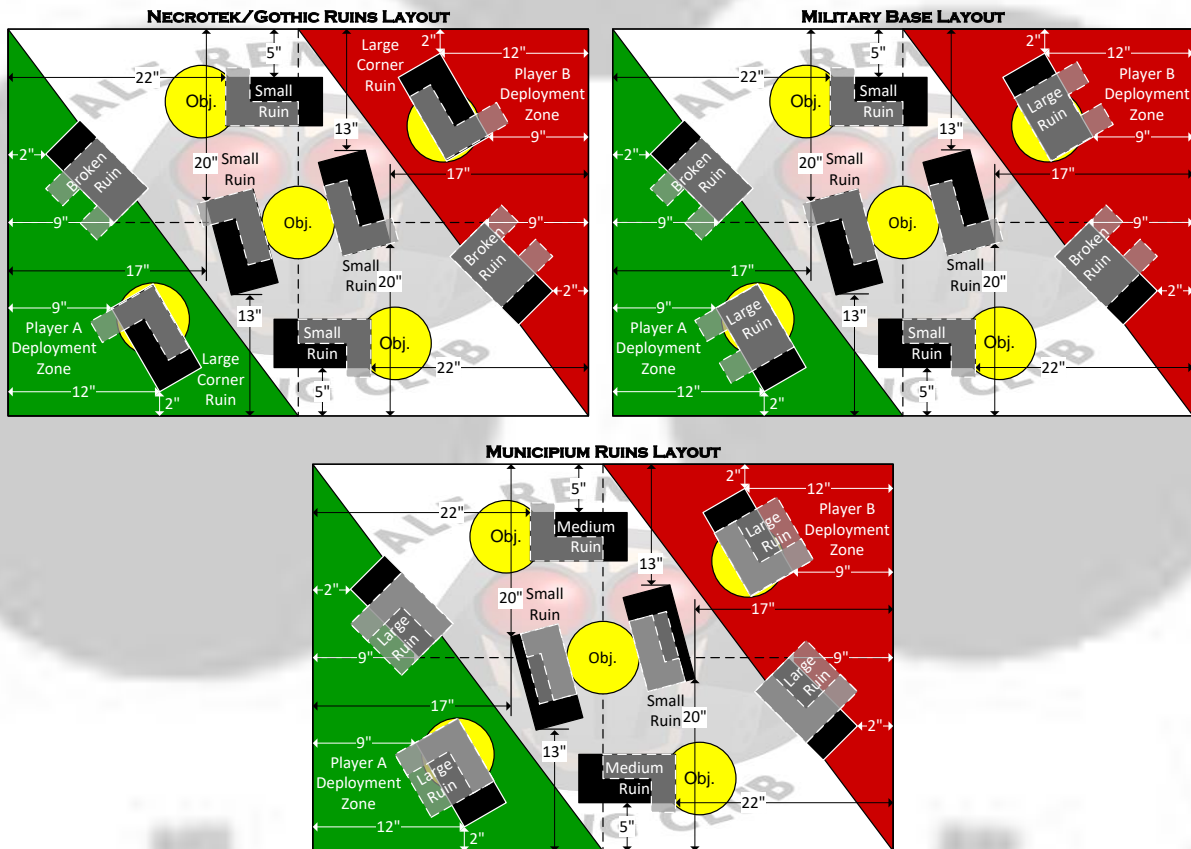 NECROTEK/GOTHIC RUINS LAYOUT
2"
5"
12"
Large
Corner
Ruin
Player B
Deployment
Zone
22"
Obj.
Small
Ruin
13"
9"
2"
Broken
Ruin
20"
Small
Ruin
17"
9"
Obj.
9"
Broken
Ruin
Small
Ruin
20"
17"
2"
9"
13"
Player A
Deployment
Zone
Small
Ruin
Obj.
Large
Corner
Ruin
22"
12"
2"
5"
MILITARY BASE LAYOUT
2"
5"
12"
Player B
Deployment
Zone
22"
Obj.
Small
Ruin
Large
Ruin
13"
9"
2"
Broken
Ruin
20"
Small
Ruin
17"
9"
Obj.
9"
Broken
Ruin
Small
Ruin
20"
17"
2"
9"
13"
Large
Ruin
Player A
Deployment
Zone
Small
Ruin
Obj.
22"
12"
2"
5"
MUNICIPIUM RUINS LAYOUT
2"
5"
12"
22"
Obj.
Medium
Ruin
Large
Ruin
Player B
Deployment
Zone
13"
9"
2"
20"
Small
Ruin
17"
Large
Ruin
9"
Obj.
9"
Large
Ruin
Small
Ruin
20"
17"
2"
9"
13"
Player A
Deployment
Zone
Large
Ruin
Medium
Ruin
Obj.
22"
12"
2"
5"